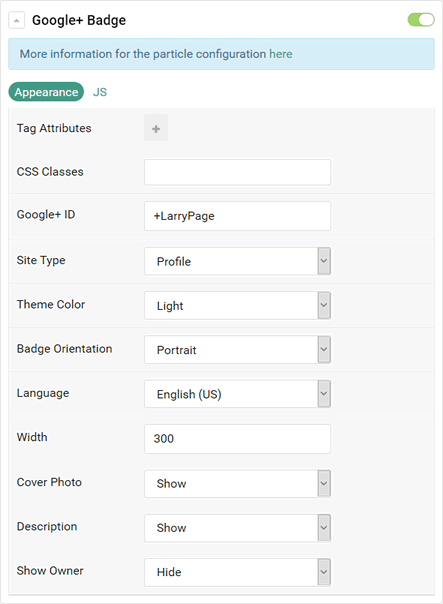 Google+ Badge
More information for the particle configuration here
Appearance JS
Tag Attributes +
CSS Classes
Google+ ID +LarryPage
Site Type Profile
Theme Color Light
Badge Orientation Portrait
Language English (US)
Width 300
Cover Photo Show
Description Show
Show Owner Hide